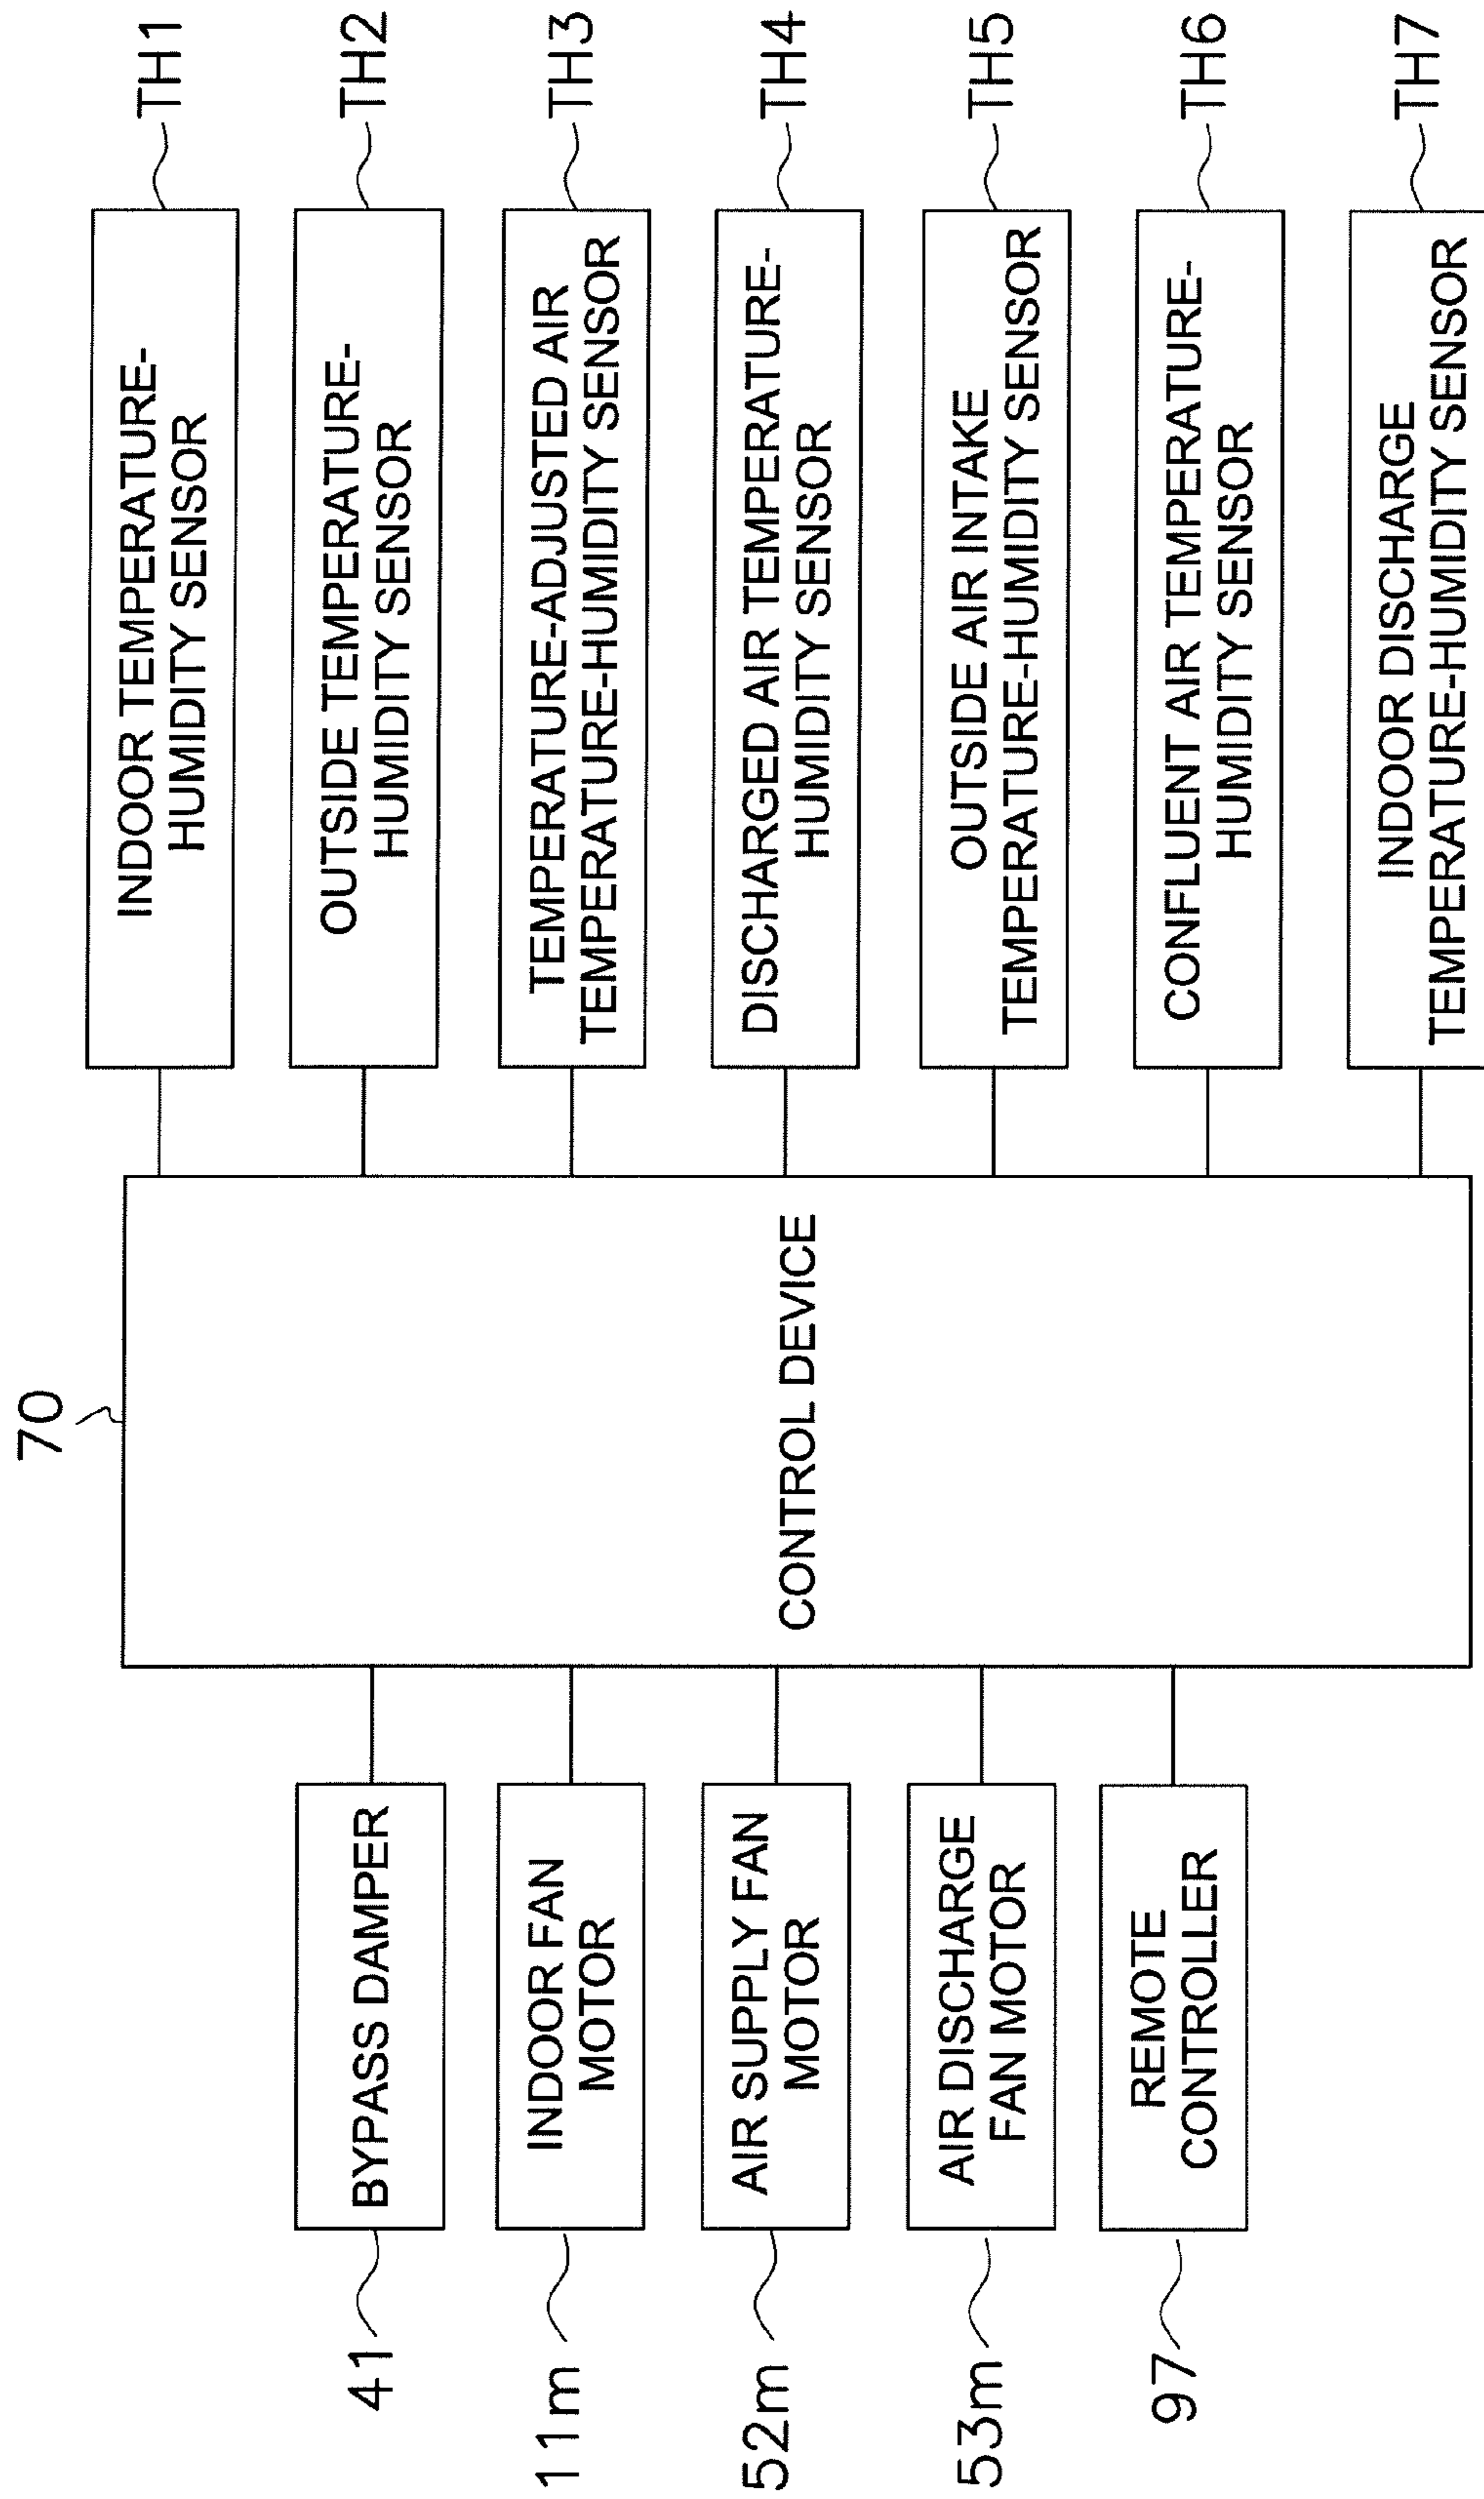 70
41
BYPASS DAMPER
11m
INDOOR FAN
MOTOR
52m
AIR SUPPLY FAN
MOTOR
53m
AIR DISCHARGE
FAN MOTOR
97
REMOTE
CONTROLLER
CONTROL DEVICE
INDOOR TEMPERATURE-
HUMIDITY SENSOR
TH1
OUTSIDE TEMPERATURE-
HUMIDITY SENSOR
TH2
TEMPERATURE-ADJUSTED AIR
TEMPERATURE-HUMIDITY SENSOR
TH3
DISCHARGED AIR TEMPERATURE-
HUMIDITY SENSOR
TH4
OUTSIDE AIR INTAKE
TEMPERATURE-HUMIDITY SENSOR
TH5
CONFLUENT AIR TEMPERATURE-
HUMIDITY SENSOR
TH6
INDOOR DISCHARGE
TEMPERATURE-HUMIDITY SENSOR
TH7